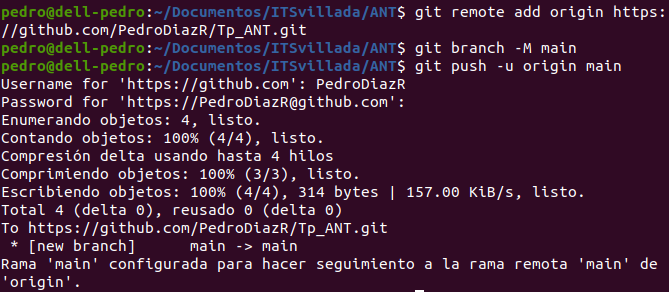 pedro@dell-pedro:~/Documentos/ITSvillada/ANT$ git remote add origin https:
//github.com/PedroDiazR/Tp_ANT.git
pedro@dell-pedro:~/Documentos/ITSvillada/ANT$ git branch -M main
pedro@dell-pedro:~/Documentos/ITSvillada/ANT$ git push -u origin main
Username for 'https://github.com': PedroDiazR
Password for 'https://PedroDiazR@github.com':
Enumerando objetos: 4, listo.
Contando objetos: 100% (4/4), listo.
Compresión delta usando hasta 4 hilos
Comprimiendo objetos: 100% (3/3), listo.
Escribiendo objetos: 100% (4/4), 314 bytes | 157.00 KiB/s, listo.
Total 4 (delta 0), reusado 0 (delta 0)
To https://github.com/PedroDiazR/Tp_ANT.git
 * [new branch]      main -> main
Rama 'main' configurada para hacer seguimiento a la rama remota 'main' de
'origin'.